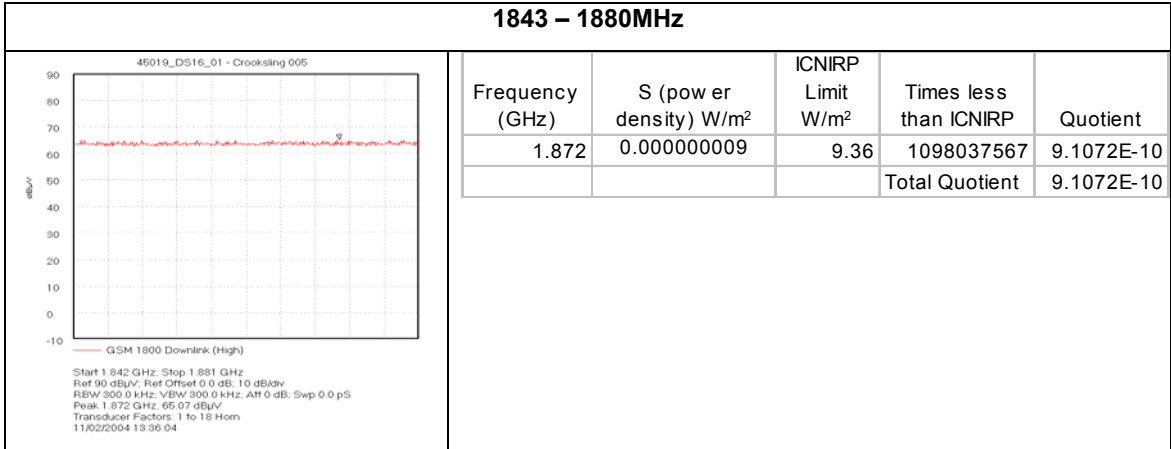 1843 – 1880MHz
45019_DS16_01 - Crooksling 005
90
80
70
60
50
40
30
20
10
0
-10
dBµV
GSM 1800 Downlink (High)
Start 1.842 GHz; Stop 1.881 GHz
Ref 90 dBµV; Ref Offset 0.0 dB; 10 dB/div
RBW 300.0 kHz; VBW 300.0 kHz; Att 0 dB; Swp 0.0 pS
Peak 1.872 GHz, 65.07 dBµV
Transducer Factors: 1 to 18 Horn
11/02/2004 13:36:04
Frequency (GHz) S (pow er density) W/m² ICNIRP Limit W/m² Times less than ICNIRP Quotient
1.872 0.000000009 9.36 1098037567 9.1072E-10
Total Quotient 9.1072E-10